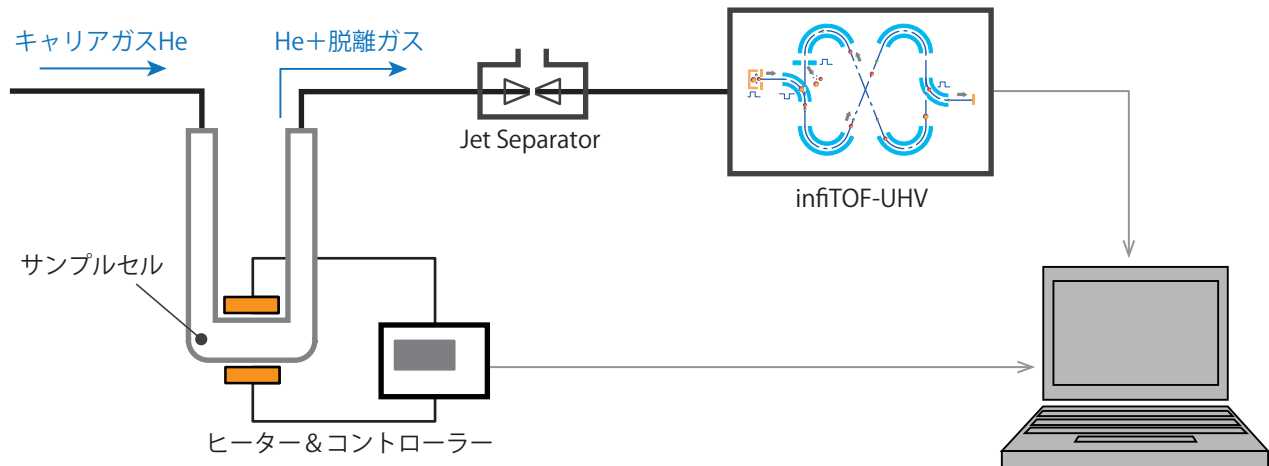 キャリアガスHe
He＋脱離ガス
Jet Separator
infiTOF-UHV
サンプルセル
ヒーター＆コントローラー